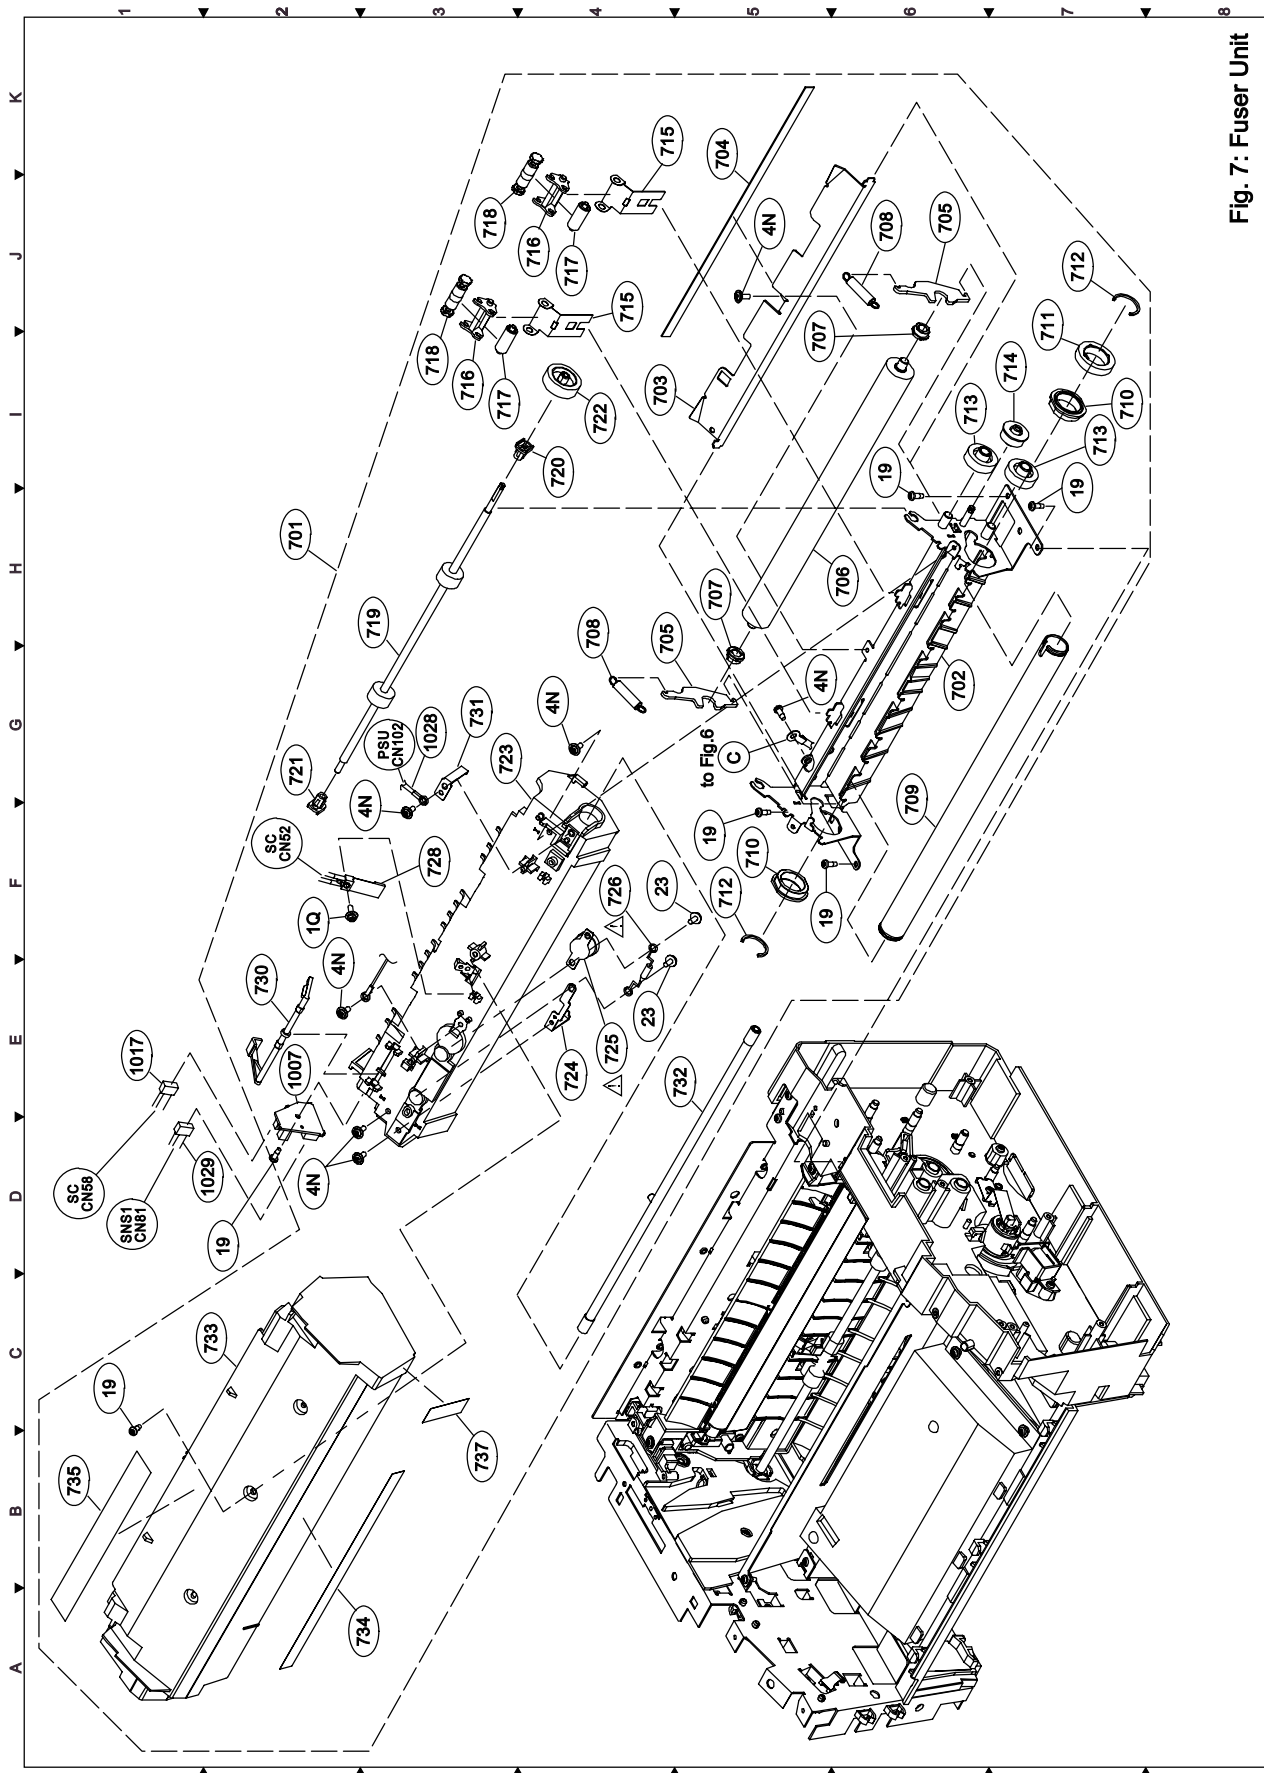 1
2
3
4
5
6
7
8
A
B
C
D
E
F
G
H
I
J
K
735
734
19
733
737
SC
CN58
SNS1
CN81
1029
19
1017
1007
730
4N
4N
1Q
SC
CN52
728
721
4N
PSU
CN102
1028
731
723
4N
719
701
720
722
718
716
717
715
718
716
717
715
704
703
4N
708
705
707
706
708
705
707
4N
to Fig.6
C
19
710
712
19
702
709
19
713
714
713
19
710
711
712
724
725
726
23
23
732
Fig. 7: Fuser Unit